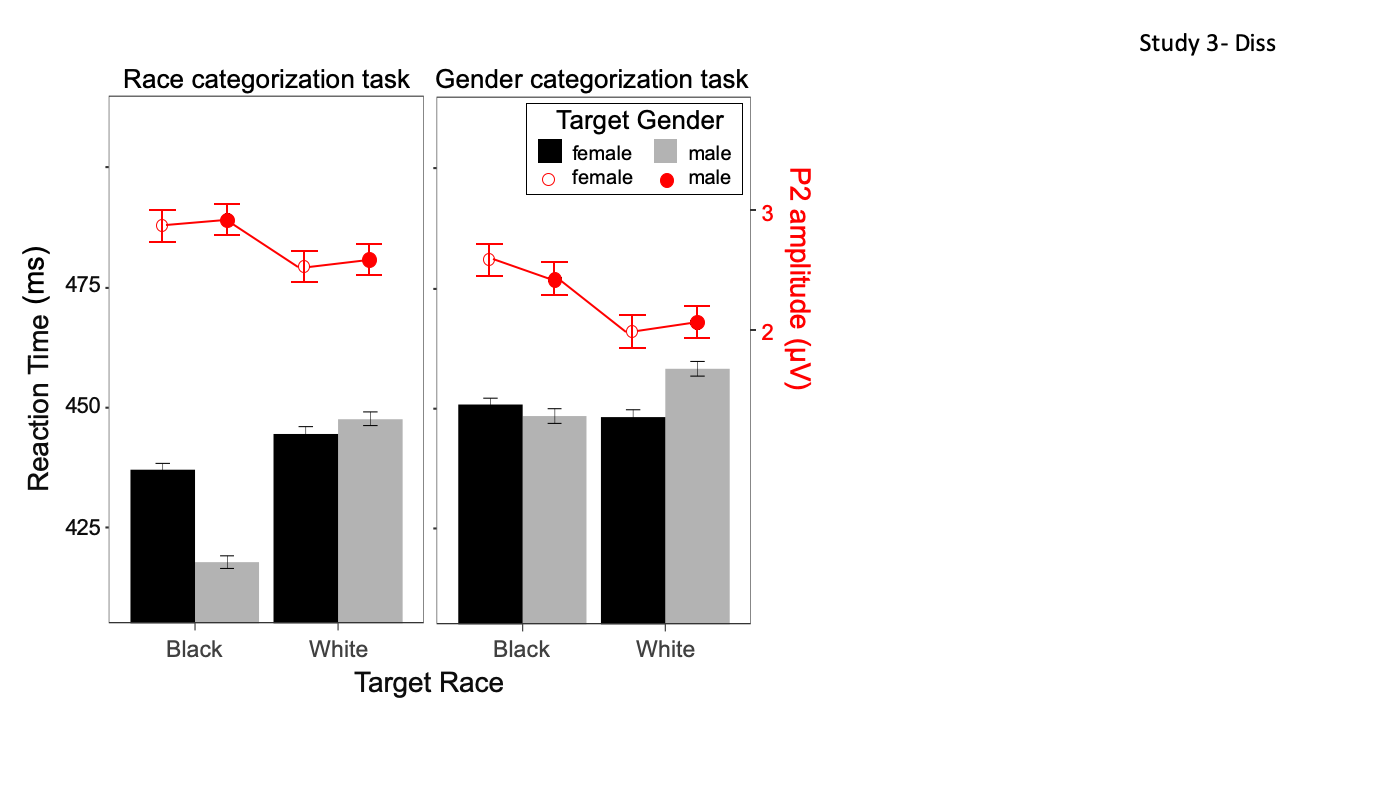 Study 3- Diss
Race categorization task
Gender categorization task
Target Gender
female male
female male
Reaction Time (ms)
475
450
425
3
2
P2 amplitude (µV)
Black
White
Black
White
Target Race